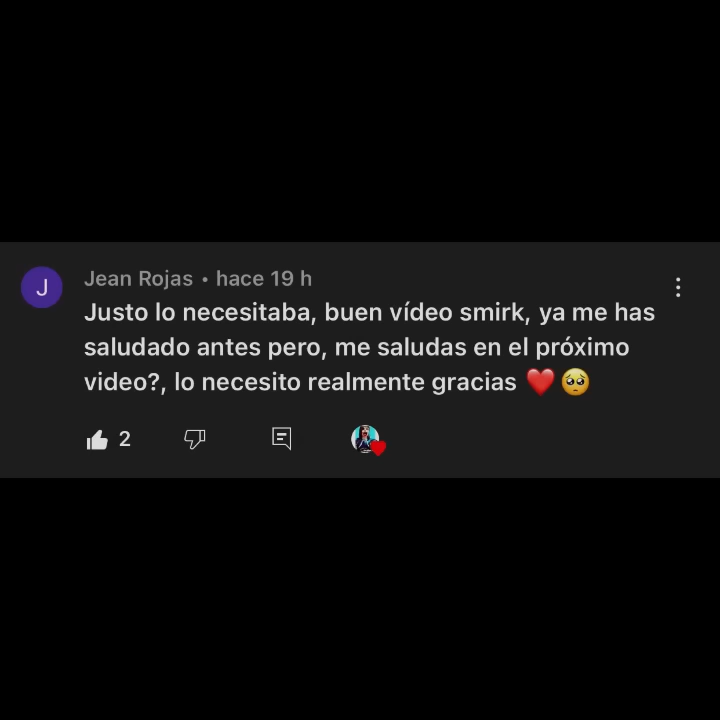 J
Jean Rojas • hace 19 h
Justo lo necesitaba, buen vídeo smirk, ya me has
saludado antes pero, me saludas en el próximo
video?, lo necesito realmente gracias ❤️ 🥺
2